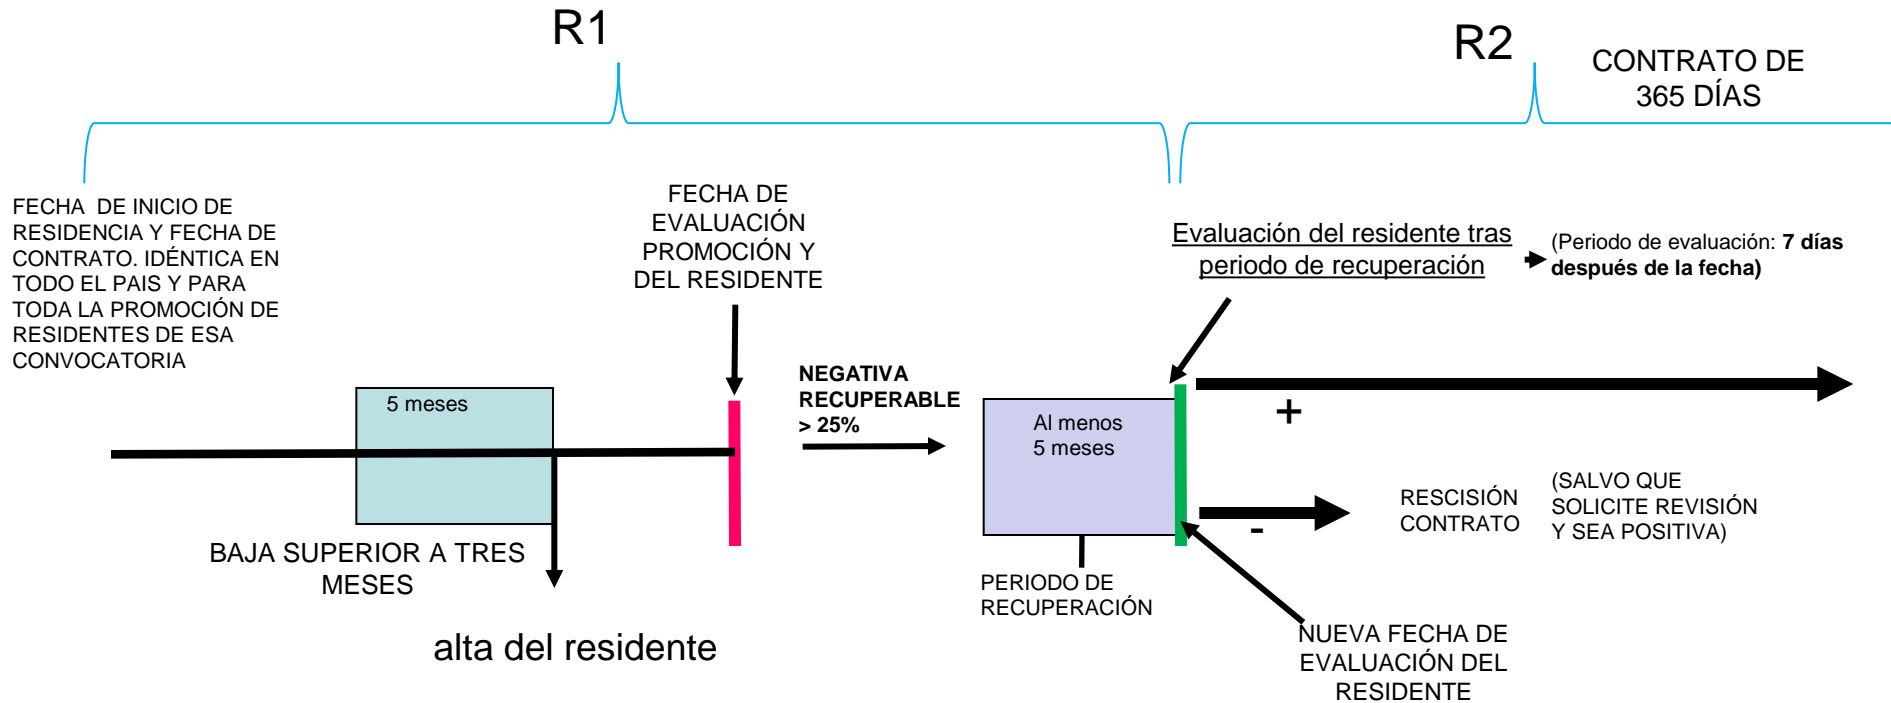 R1
R2
CONTRATO DE
365 DÍAS
FECHA DE INICIO DE
RESIDENCIA Y FECHA DE
CONTRATO. IDÉNTICA EN
TODO EL PAIS Y PARA
TODA LA PROMOCIÓN DE
RESIDENTES DE ESA
CONVOCATORIA
FECHA DE
EVALUACIÓN
PROMOCIÓN Y
DEL RESIDENTE
Evaluación del residente tras
periodo de recuperación
(Periodo de evaluación: 7 días
después de la fecha)
5 meses
NEGATIVA
RECUPERABLE
> 25%
Al menos
5 meses
+
-
RESCISIÓN
CONTRATO
(SALVO QUE
SOLICITE REVISIÓN
Y SEA POSITIVA)
BAJA SUPERIOR A TRES
MESES
PERIODO DE
RECUPERACIÓN
alta del residente
NUEVA FECHA DE
EVALUACIÓN DEL
RESIDENTE